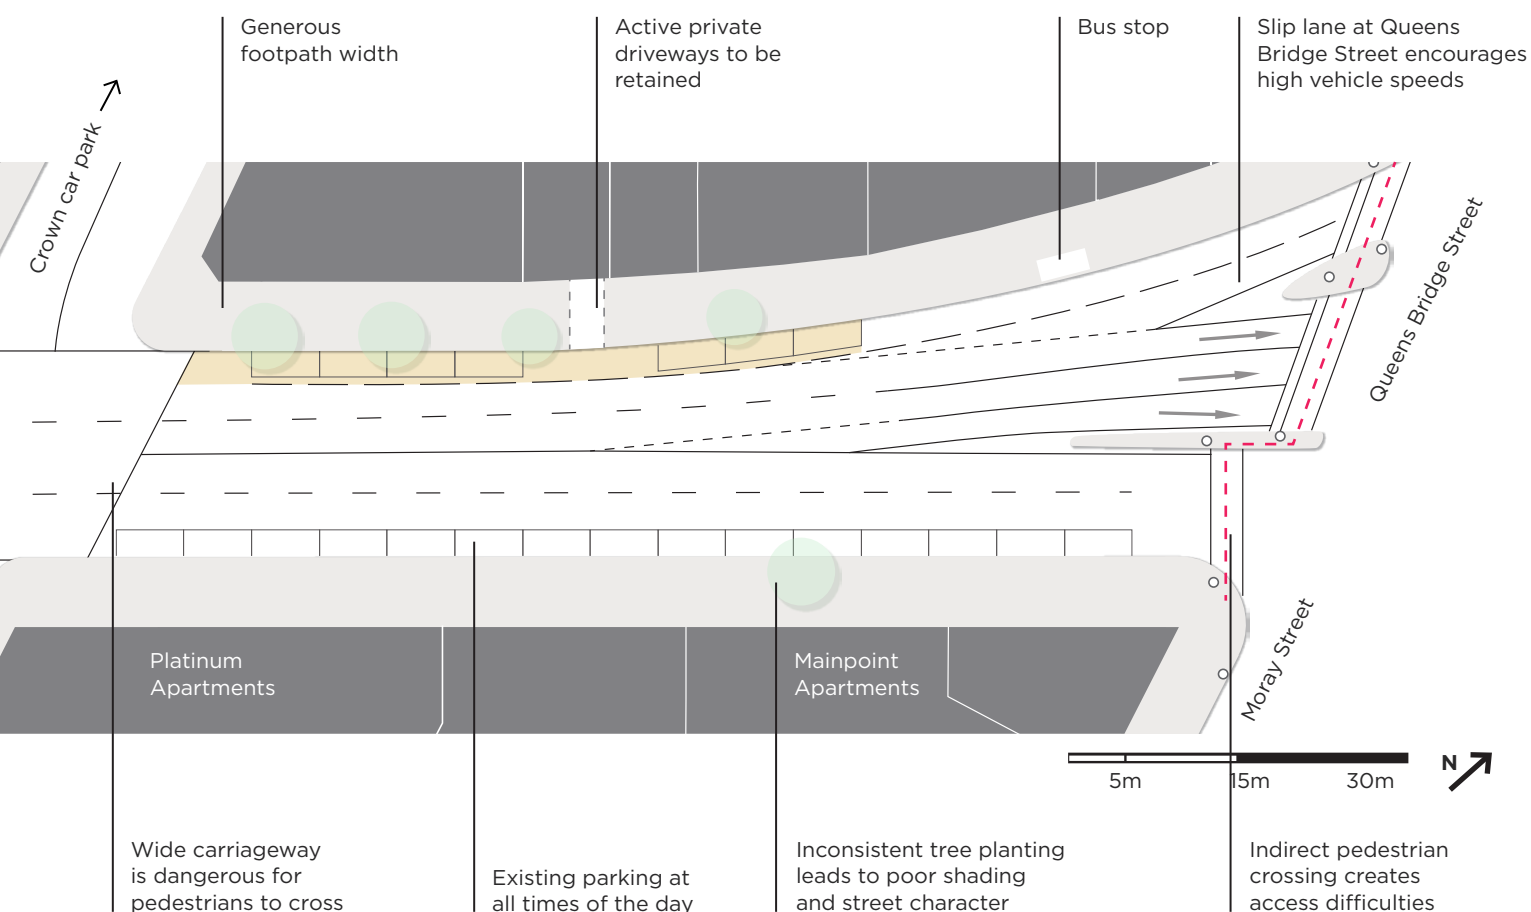 Generous
footpath width
Active private
driveways to be
retained
Bus stop
Slip lane at Queens
Bridge Street encourages
high vehicle speeds
Crown car park
Queens Bridge Street
Platinum
Apartments
Mainpoint
Apartments
Moray Street
5m
15m
30m
N
Wide carriageway
is dangerous for
pedestrians to cross
Existing parking at
all times of the day
Inconsistent tree planting
leads to poor shading
and street character
Indirect pedestrian
crossing creates
access difficulties